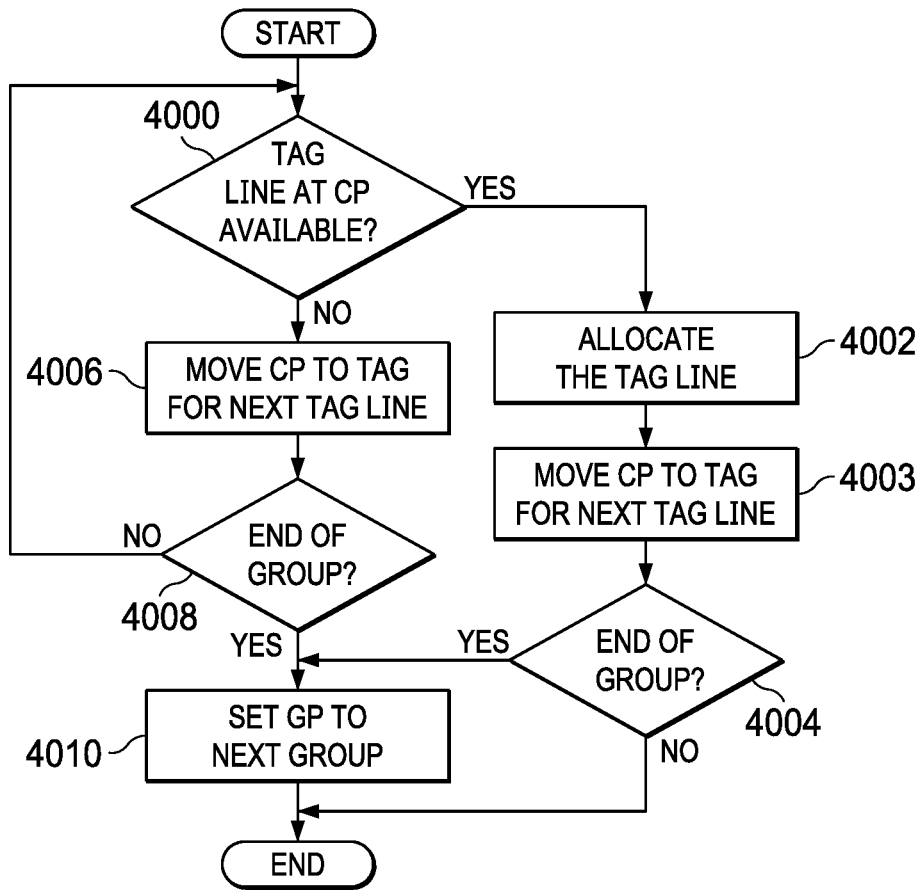 START
4000
TAG
LINE AT CP
AVAILABLE?
YES
NO
4006
MOVE CP TO TAG
FOR NEXT TAG LINE
ALLOCATE
THE TAG LINE
4002
MOVE CP TO TAG
FOR NEXT TAG LINE
4003
NO
END OF
GROUP?
4008
YES
YES
END OF
GROUP?
4004
NO
4010
SET GP TO
NEXT GROUP
END